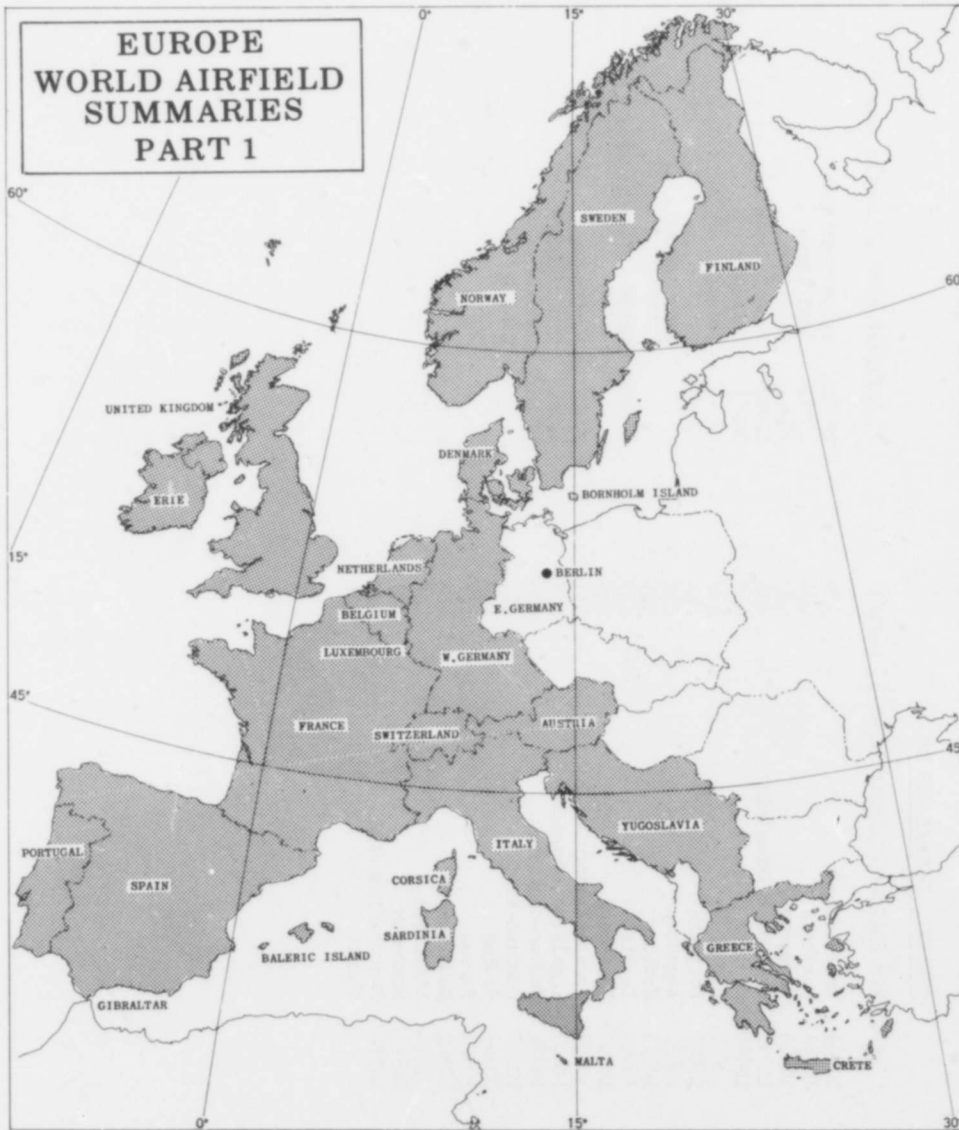 EUROPE
WORLD AIRFIELD
SUMMARIES
PART 1
0°
15°
30°
60°
SWEDEN
FINLAND
60°
NORWAY
UNITED KINGDOM
DENMARK
ERIE
BORNHOLM ISLAND
15°
NETHERLANDS
BERLIN
E. GERMANY
BELGIUM
LUXEMBOURG
W. GERMANY
45°
FRANCE
SWITZERLAND
AUSTRIA
45
YUGOSLAVIA
ITALY
PORTUGAL
SPAIN
CORSICA
SARDINIA
BALERIC ISLAND
GREECE
GIBRALTAR
MALTA
CRETE
0°
15°
30°